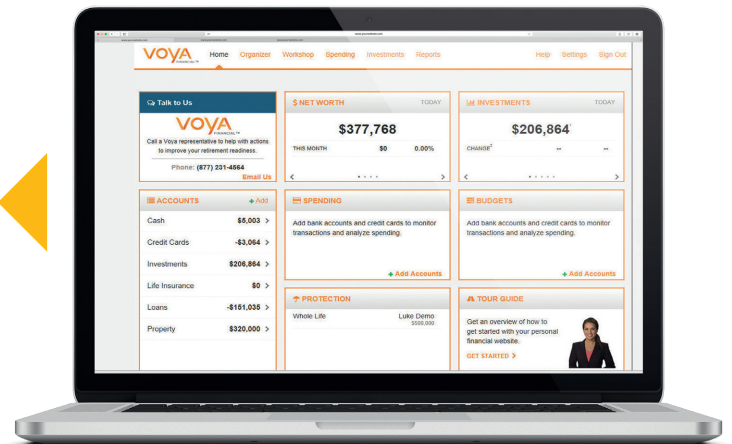 VOYA
FINANCIAL™
Home Organizer Workshop Spending Investments Reports
Help Settings Sign Out
Talk to Us
VOYA
FINANCIAL™
Call a Voya representative to help with actions
to improve your retirement readiness.
Phone: (877) 231-4564
Email Us
$ NET WORTH TODAY
$377,768
THIS MONTH $0 0.00%
INVESTMENTS TODAY
$206,864¹
CHANGE² -- --
ACCOUNTS + Add
Cash $5,003 >
Credit Cards -$3,064 >
Investments $206,864 >
Life Insurance $0 >
Loans -$151,035 >
Property $320,000 >
SPENDING
Add bank accounts and credit cards to monitor
transactions and analyze spending.
+ Add Accounts
BUDGETS
Add bank accounts and credit cards to monitor
transactions and analyze spending.
+ Add Accounts
PROTECTION
Whole Life Luke Demo
$500,000
TOUR GUIDE
Get an overview of how to
get started with your personal
financial website.
GET STARTED >